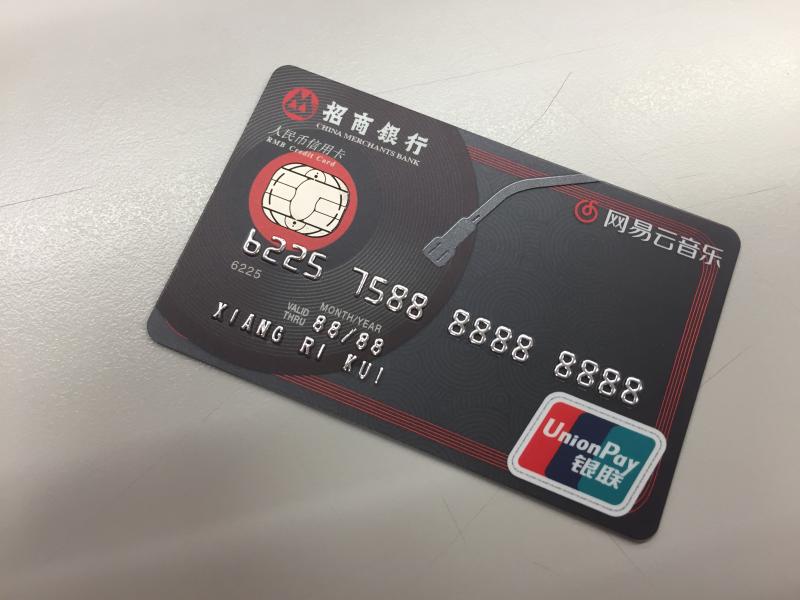 招商银行
CHINA MERCHANTS BANK
人民币信用卡
RMB Credit Card
网易云音乐
6225 7588 8888 8888
6225
VALID THRU
MONTH/YEAR
88/88
XIANG RI KUI
UnionPay
银联